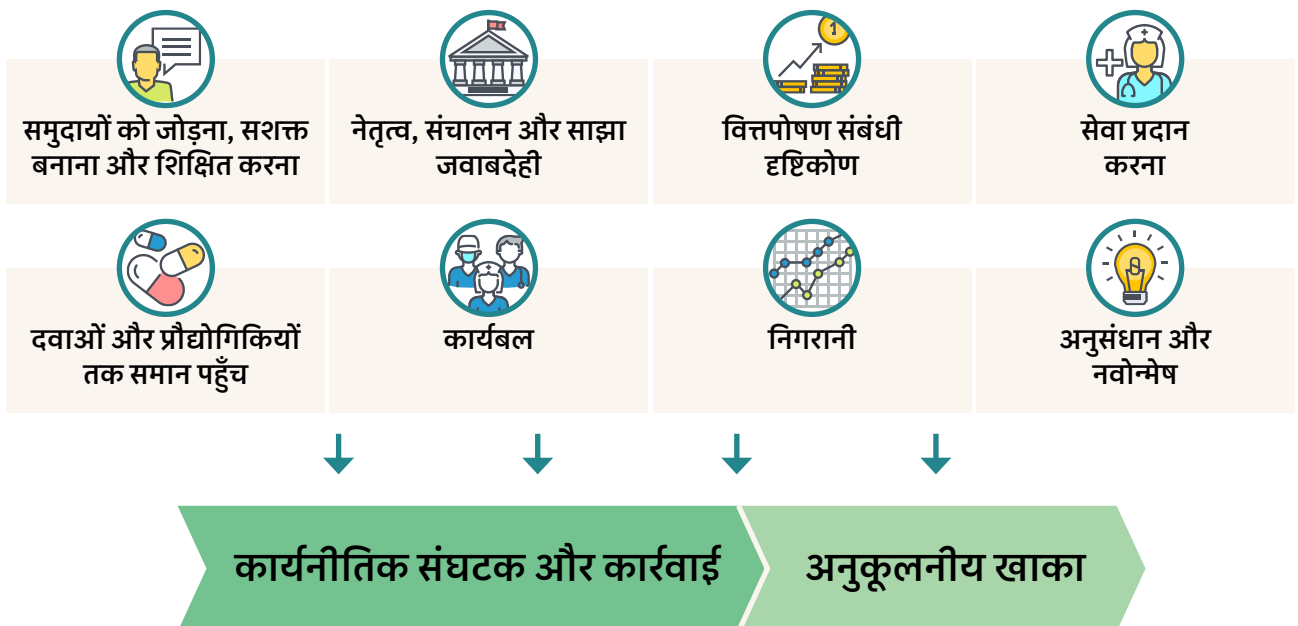 समुदायों को जोड़ना, सशक्त
बनाना और शिक्षित करना
नेतृत्व, संचालन और साझा
जवाबदेही
वित्तपोषण संबंधी
दृष्टिकोण
सेवा प्रदान
करना
दवाओं और प्रौद्योगिकियों
तक समान पहुँच
कार्यबल
निगरानी
अनुसंधान और
नवोन्मेष
कार्यनीतिक संघटक और कार्रवाई
अनुकूलनीय खाका